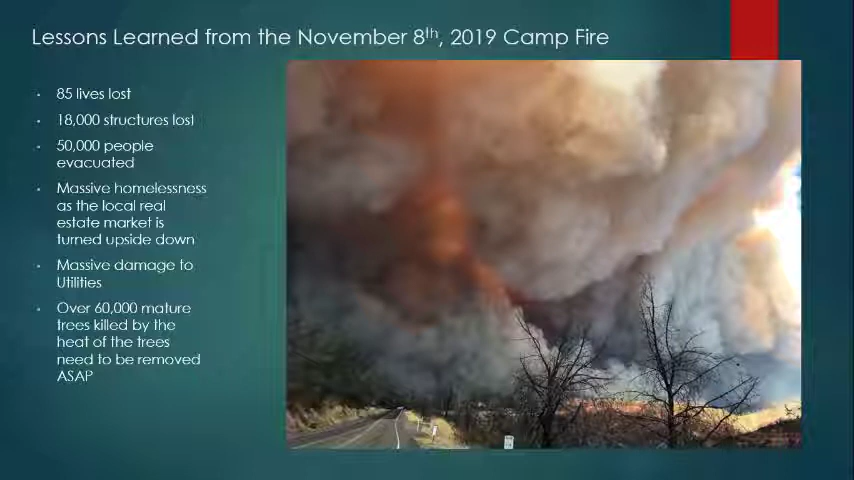 Lessons Learned from the November 8th, 2019 Camp Fire
• 85 lives lost
• 18,000 structures lost
• 50,000 people
evacuated
• Massive homelessness
as the local real
estate market is
turned upside down
• Massive damage to
Utilities
• Over 60,000 mature
trees killed by the
heat of the trees
need to be removed
ASAP